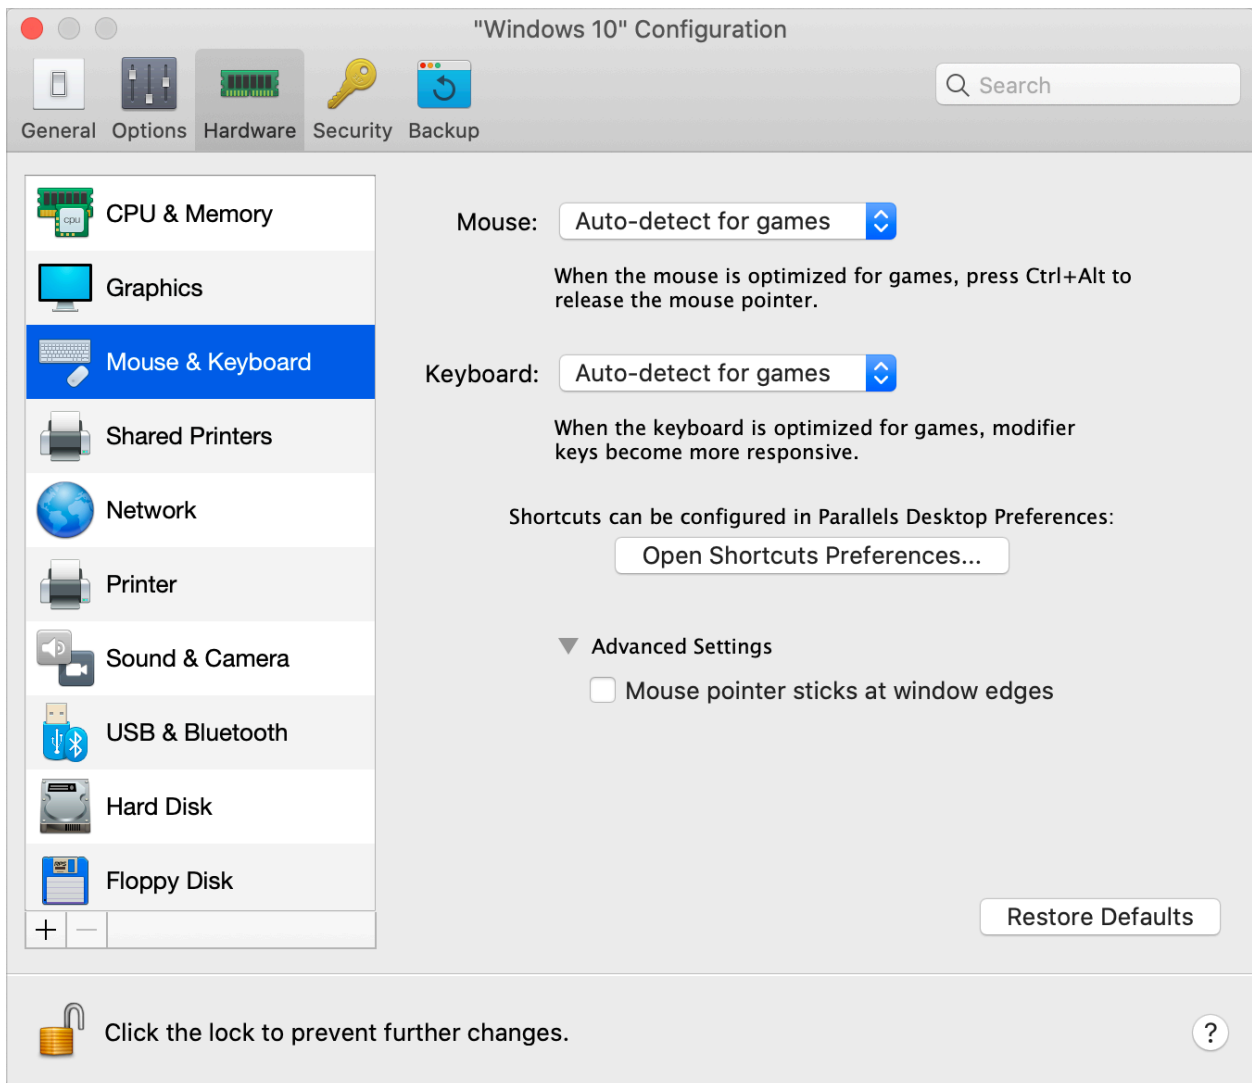 "Windows 10" Configuration
General
Options
Hardware
Security
Backup
Search
CPU & Memory
Graphics
Mouse & Keyboard
Shared Printers
Network
Printer
Sound & Camera
USB & Bluetooth
Hard Disk
Floppy Disk
cpu
Mouse:
Auto-detect for games
When the mouse is optimized for games, press Ctrl+Alt to
release the mouse pointer.
Keyboard:
Auto-detect for games
When the keyboard is optimized for games, modifier
keys become more responsive.
Shortcuts can be configured in Parallels Desktop Preferences:
Open Shortcuts Preferences...
Advanced Settings
Mouse pointer sticks at window edges
Restore Defaults
Click the lock to prevent further changes.
?